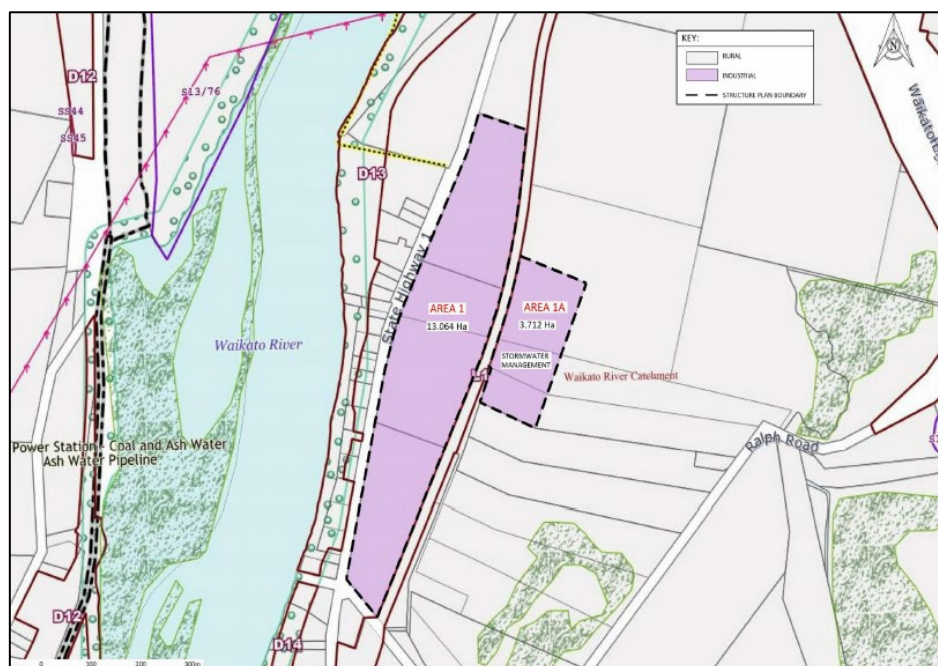 KEY:
RURAL
INDUSTRIAL
STRUCTURE PLAN BOUNDARY
N
D12
SS44
SS45
S13/76
D13
State Highway 1
AREA 1
13.064 Ha
AREA 1A
3.712 Ha
STORMWATER
MANAGEMENT
Waikato River
Waikato River Catchment
Ralph Road
Power Station - Coal and Ash Water
Ash Water Pipeline
D12
D14
0 100 200 300m